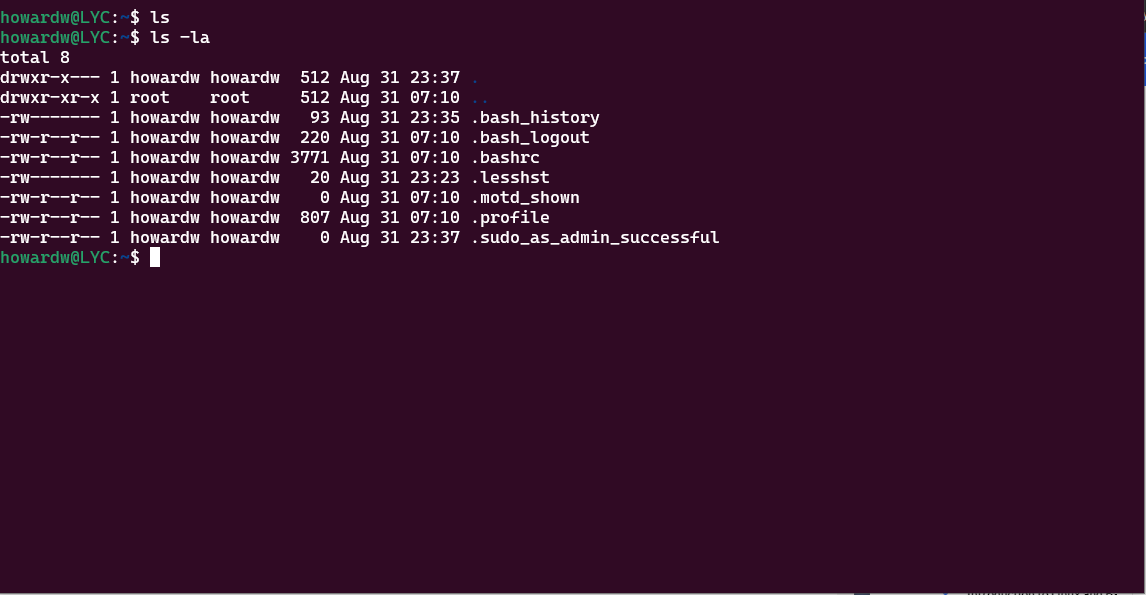 howardw@LYC:~$ ls
howardw@LYC:~$ ls -la
total 8
drwxr-x--- 1 howardw howardw  512 Aug 31 23:37 .
drwxr-xr-x 1 root    root     512 Aug 31 07:10 ..
-rw------- 1 howardw howardw   93 Aug 31 23:35 .bash_history
-rw-r--r-- 1 howardw howardw  220 Aug 31 07:10 .bash_logout
-rw-r--r-- 1 howardw howardw 3771 Aug 31 07:10 .bashrc
-rw------- 1 howardw howardw   20 Aug 31 23:23 .lesshst
-rw-r--r-- 1 howardw howardw    0 Aug 31 07:10 .motd_shown
-rw-r--r-- 1 howardw howardw  807 Aug 31 07:10 .profile
-rw-r--r-- 1 howardw howardw    0 Aug 31 23:37 .sudo_as_admin_successful
howardw@LYC:~$